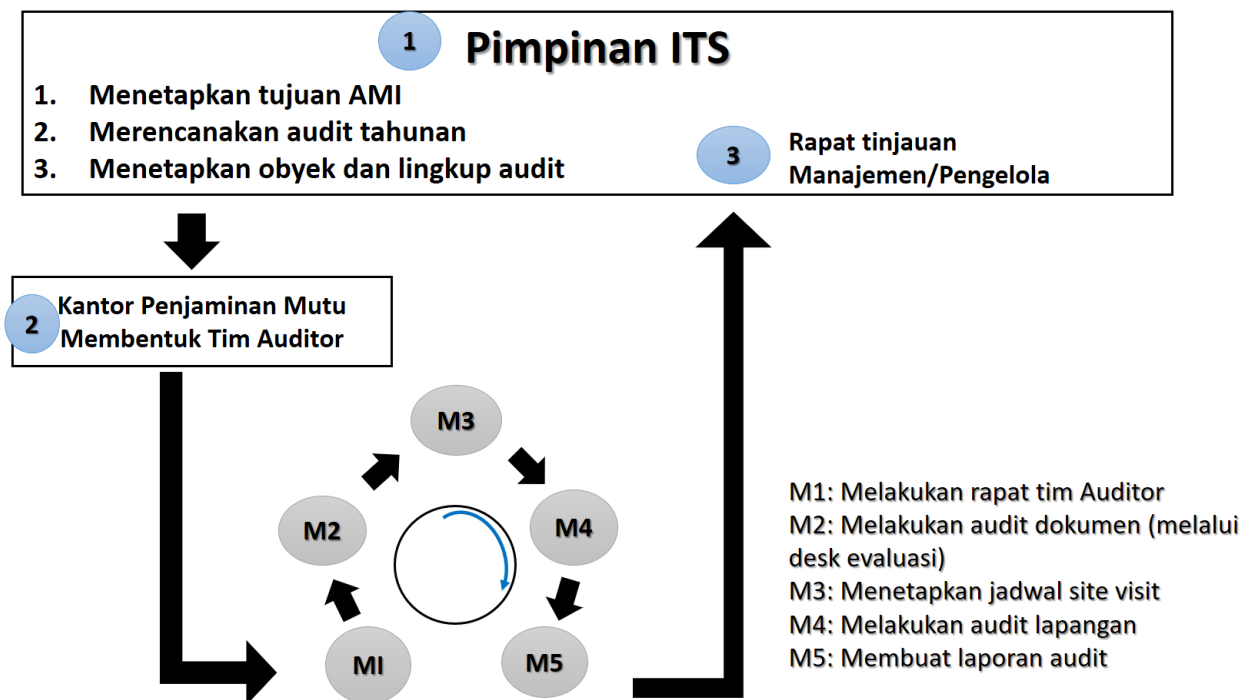 1 Pimpinan ITS
1. Menetapkan tujuan AMI
2. Merencanakan audit tahunan
3. Menetapkan obyek dan lingkup audit
3 Rapat tinjauan
Manajemen/Pengelola
Kantor Penjaminan Mutu
2 Membentuk Tim Auditor
M3
M2
M4
MI
M5
M1: Melakukan rapat tim Auditor
M2: Melakukan audit dokumen (melalui
desk evaluasi)
M3: Menetapkan jadwal site visit
M4: Melakukan audit lapangan
M5: Membuat laporan audit